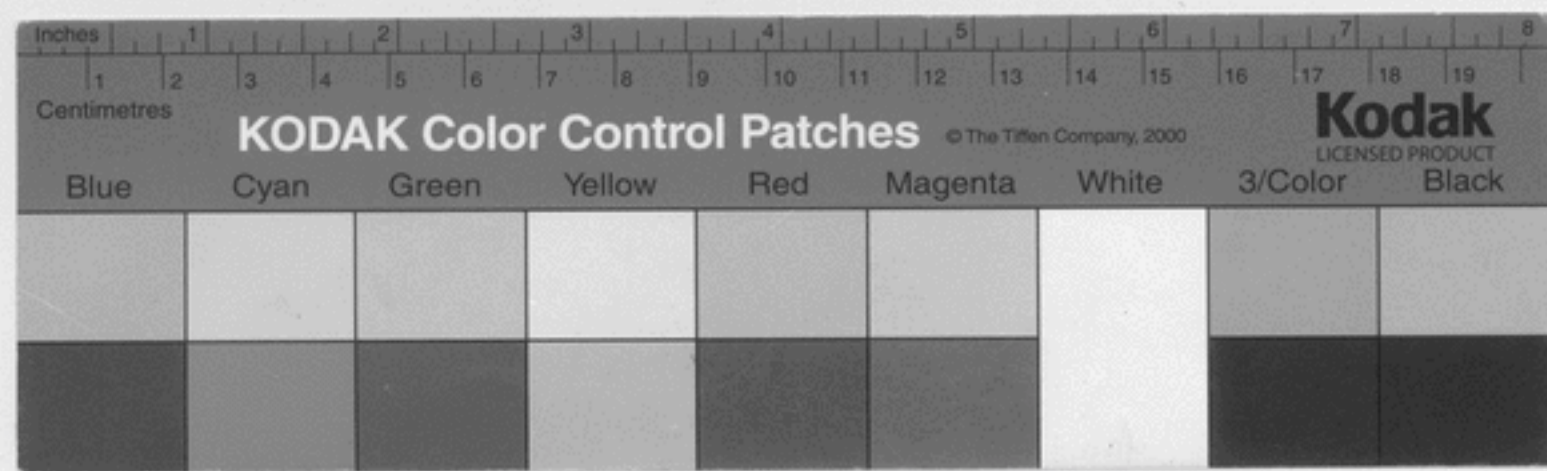 Inches 1 2 3 4 5 6 7 8
1 2 3 4 5 6 7 8 9 10 11 12 13 14 15 16 17 18 19
Centimetres
KODAK Color Control Patches © The Tiffen Company, 2000 Kodak
LICENSED PRODUCT
Blue Cyan Green Yellow Red Magenta White 3/Color Black